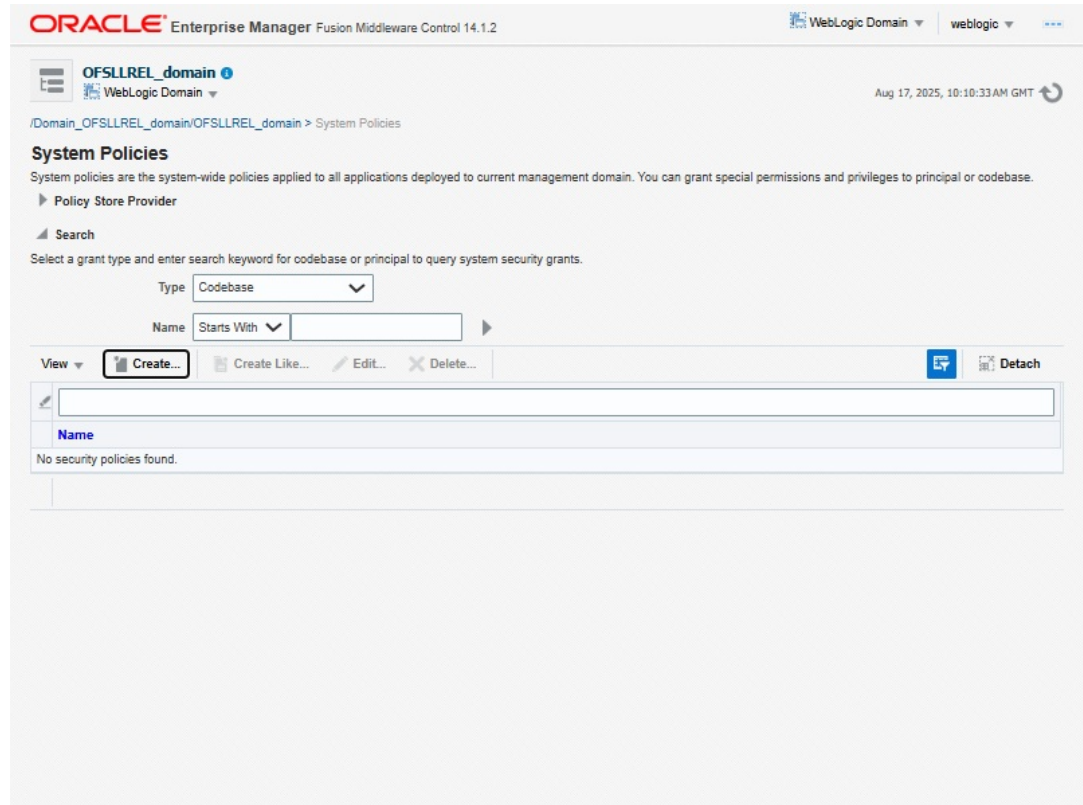 ORACLE Enterprise Manager Fusion Middleware Control 14.1.2 WebLogic Domain weblogic
OFSLLREL_domain
WebLogic Domain
Aug 17, 2025, 10:10:33 AM GMT
/Domain_OFSLLREL_domain/OFSLLREL_domain > System Policies
System Policies
System policies are the system-wide policies applied to all applications deployed to current management domain. You can grant special permissions and privileges to principal or codebase.
Policy Store Provider
Search
Select a grant type and enter search keyword for codebase or principal to query system security grants.
Type Codebase
Name Starts With
View Create... Create Like... Edit... Delete... Detach
Name
No security policies found.